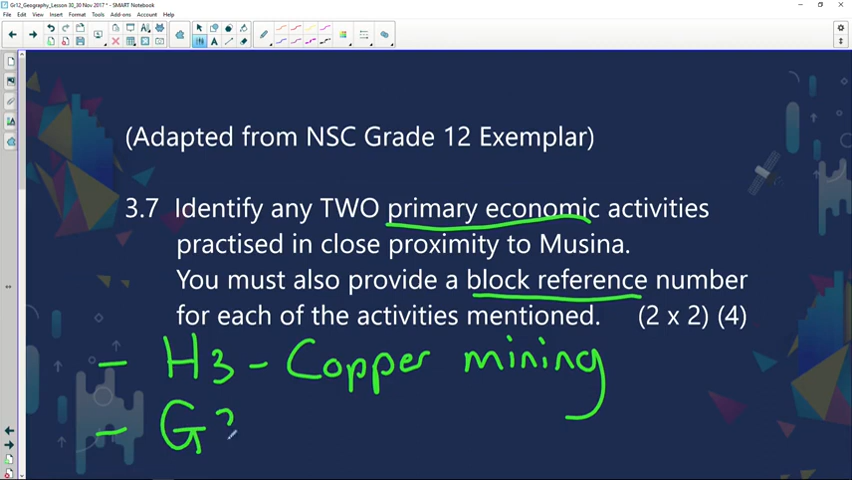 Gr12_Geography_Lesson 30_30 Nov 2017 * - SMART Notebook
File Edit View Insert Format Tools Add-ons Account Help
(Adapted from NSC Grade 12 Exemplar)
3.7 Identify any TWO primary economic activities
practised in close proximity to Musina.
You must also provide a block reference number
for each of the activities mentioned. (2 x 2) (4)
- H3 - Copper mining
- G